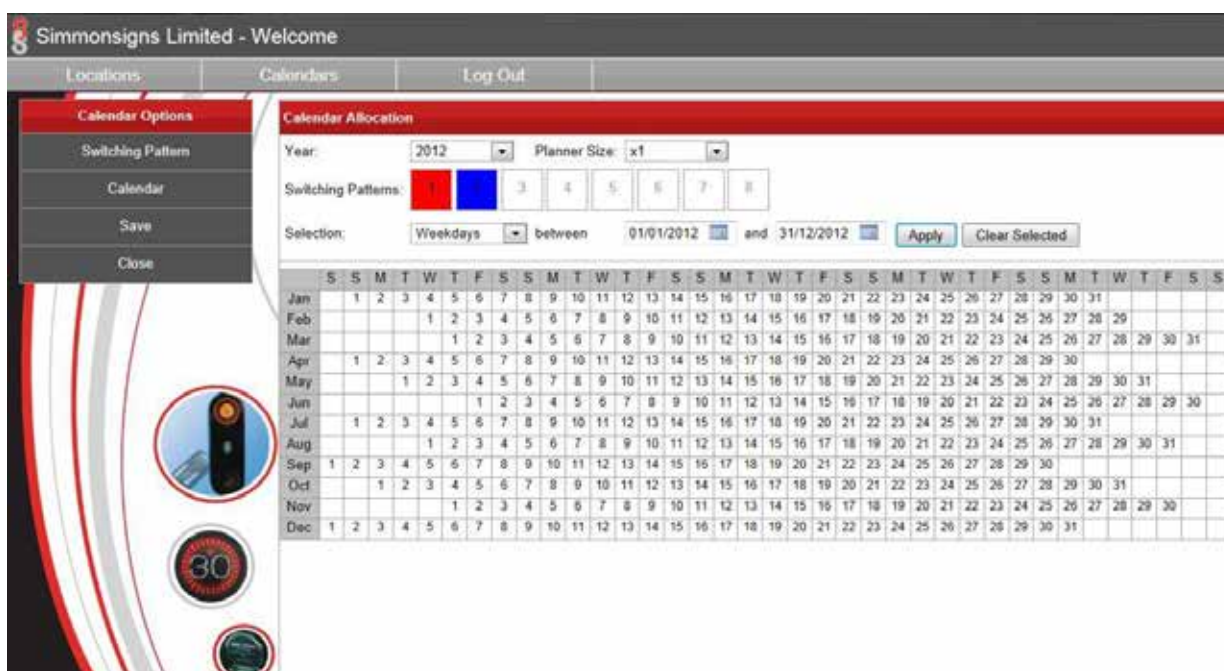 Simmonsigns Limited - Welcome
Locations Calendars Log Out
Calendar Options
Switching Pattern
Calendar
Save
Close
Calendar Allocation
Year: 2012 Planner Size: x1
Switching Patterns: 1 2 3 4 5 6 7 8
Selection: Weekdays between 01/01/2012 and 31/12/2012 Apply Clear Selected
S S M T W T F S S M T W T F S S M T W T F S S M T W T F S S M T W T F S S
Jan 1 2 3 4 5 6 7 8 9 10 11 12 13 14 15 16 17 18 19 20 21 22 23 24 25 26 27 28 29 30 31
Feb 1 2 3 4 5 6 7 8 9 10 11 12 13 14 15 16 17 18 19 20 21 22 23 24 25 26 27 28 29
Mar 1 2 3 4 5 6 7 8 9 10 11 12 13 14 15 16 17 18 19 20 21 22 23 24 25 26 27 28 29 30 31
Apr 1 2 3 4 5 6 7 8 9 10 11 12 13 14 15 16 17 18 19 20 21 22 23 24 25 26 27 28 29 30
May 1 2 3 4 5 6 7 8 9 10 11 12 13 14 15 16 17 18 19 20 21 22 23 24 25 26 27 28 29 30 31
Jun 1 2 3 4 5 6 7 8 9 10 11 12 13 14 15 16 17 18 19 20 21 22 23 24 25 26 27 28 29 30
Jul 1 2 3 4 5 6 7 8 9 10 11 12 13 14 15 16 17 18 19 20 21 22 23 24 25 26 27 28 29 30 31
Aug 1 2 3 4 5 6 7 8 9 10 11 12 13 14 15 16 17 18 19 20 21 22 23 24 25 26 27 28 29 30 31
Sep 1 2 3 4 5 6 7 8 9 10 11 12 13 14 15 16 17 18 19 20 21 22 23 24 25 26 27 28 29 30
Oct 1 2 3 4 5 6 7 8 9 10 11 12 13 14 15 16 17 18 19 20 21 22 23 24 25 26 27 28 29 30 31
Nov 1 2 3 4 5 6 7 8 9 10 11 12 13 14 15 16 17 18 19 20 21 22 23 24 25 26 27 28 29 30
Dec 1 2 3 4 5 6 7 8 9 10 11 12 13 14 15 16 17 18 19 20 21 22 23 24 25 26 27 28 29 30 31
30